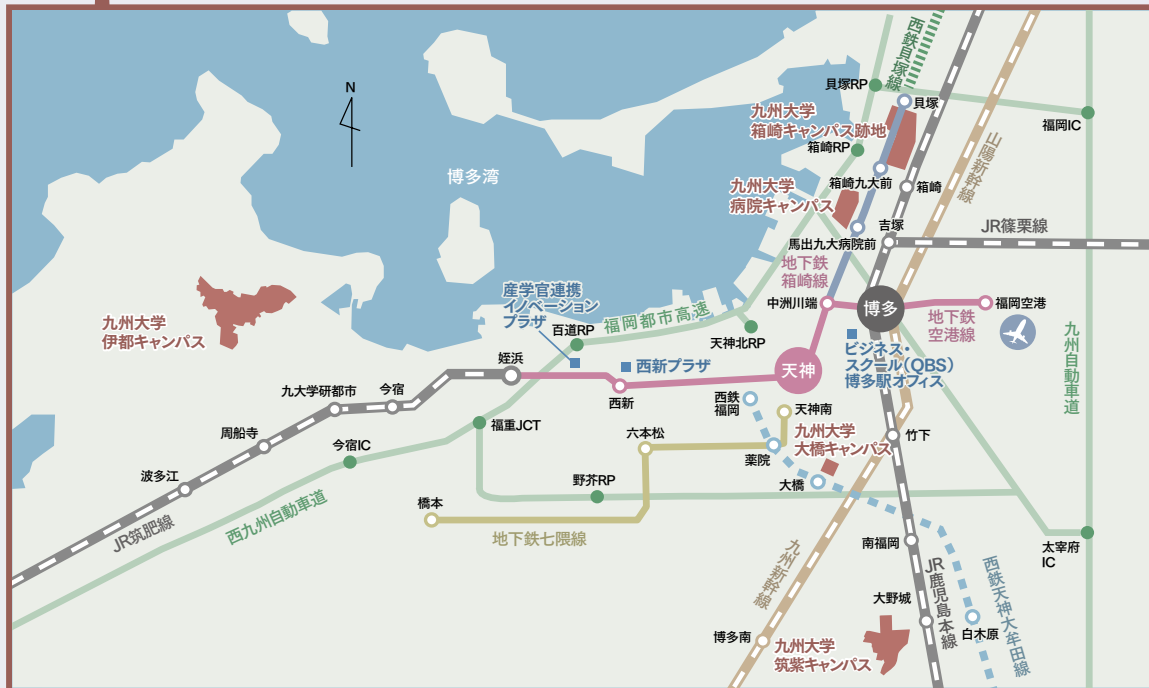 N
博多湾
西鉄貝塚線
貝塚RP
貝塚
福岡IC
九州大学
箱崎キャンパス跡地
箱崎RP
箱崎九大前
箱崎
山陽新幹線
九州大学
病院キャンパス
吉塚
馬出九大病院前
JR篠栗線
地下鉄
箱崎線
中洲川端
博多
福岡空港
地下鉄
空港線
九州自動車道
九州大学
伊都キャンパス
産学官連携
イノベーション
プラザ
福岡都市高速
百道RP
天神北RP
西新プラザ
天神
ビジネス・
スクール(QBS)
博多駅オフィス
姪浜
西新
九大学研都市
今宿
西鉄
福岡
天神南
九州大学
大橋キャンパス
竹下
周船寺
今宿IC
福重JCT
六本松
薬院
波多江
野芥RP
大橋
橋本
JR筑肥線
西九州自動車道
地下鉄七隈線
南福岡
太宰府
IC
九州新幹線
JR鹿児島本線
西鉄天神大牟田線
大野城
白木原
博多南
九州大学
筑紫キャンパス